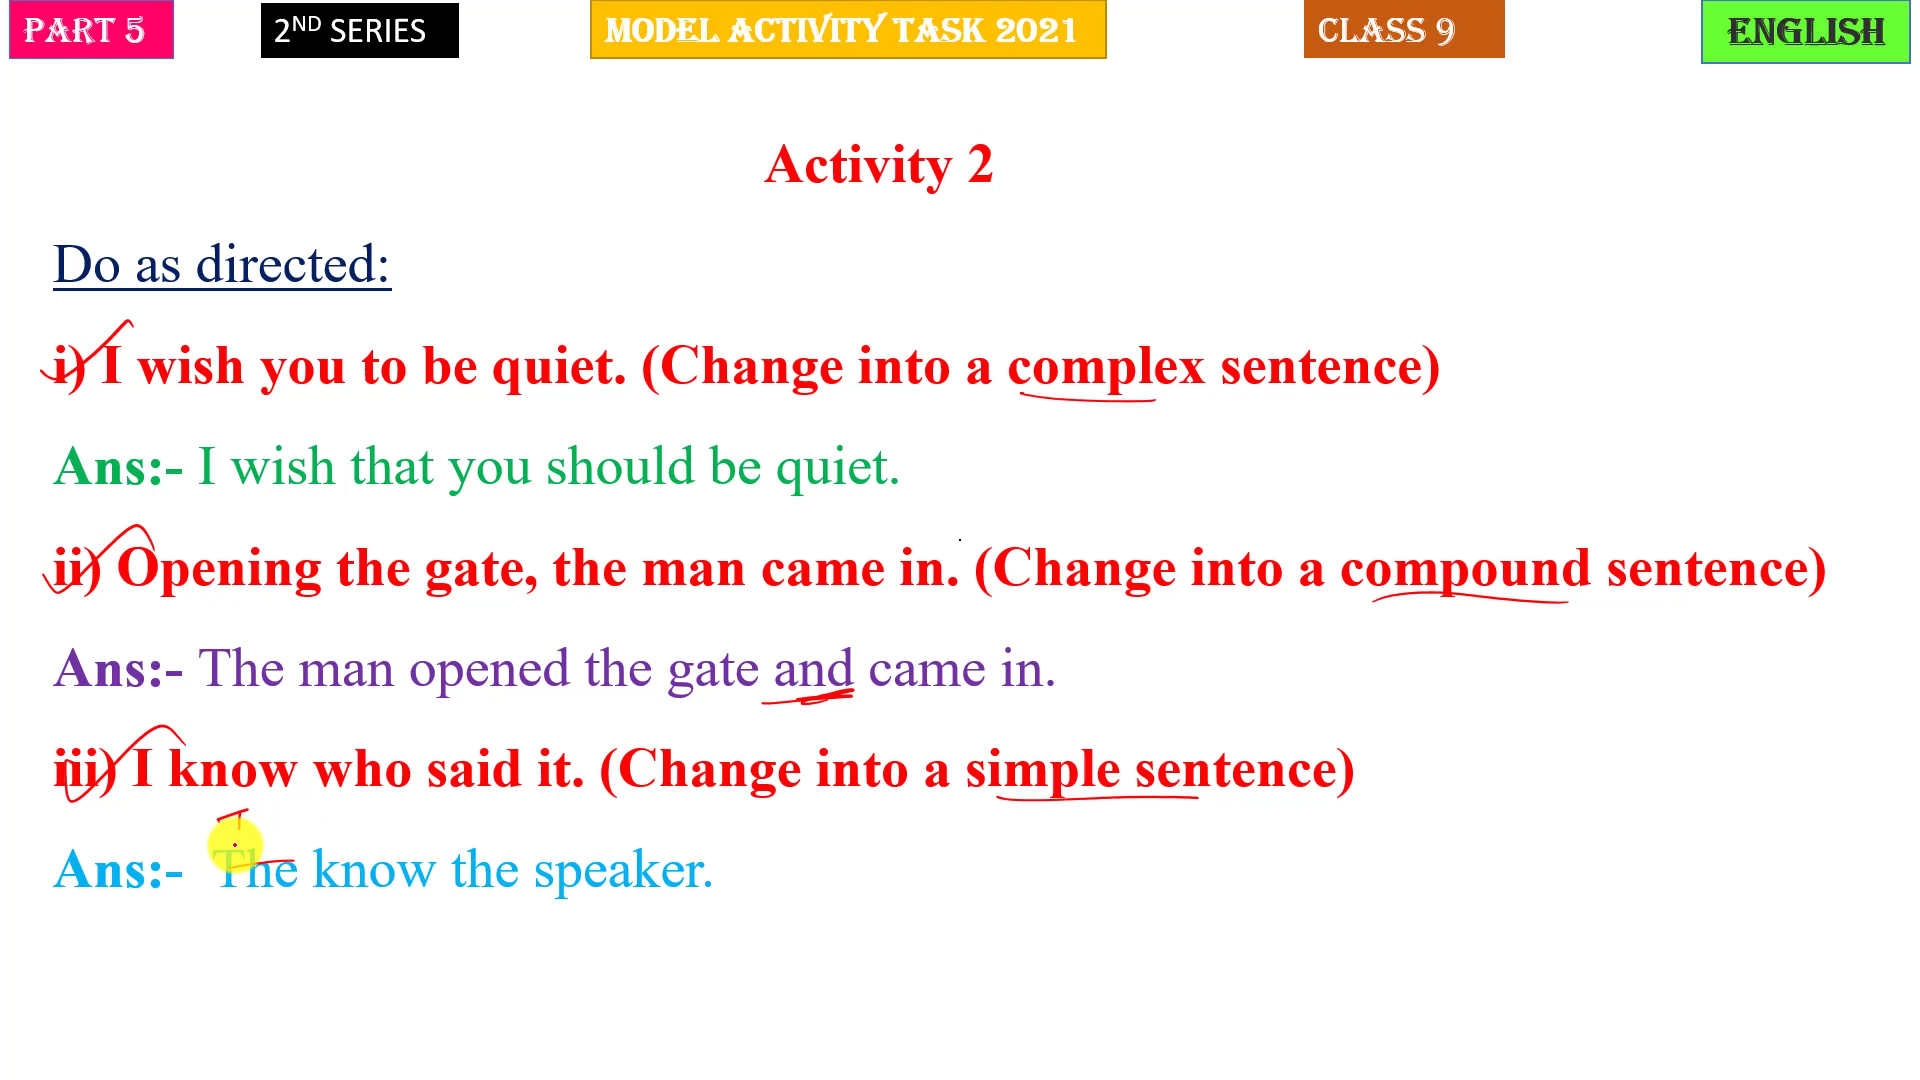 PART 5
2ND SERIES
MODEL ACTIVITY TASK 2021
CLASS 9
ENGLISH
Activity 2
Do as directed:
i) I wish you to be quiet. (Change into a complex sentence)
Ans:- I wish that you should be quiet.
ii) Opening the gate, the man came in. (Change into a compound sentence)
Ans:- The man opened the gate and came in.
iii) I know who said it. (Change into a simple sentence)
Ans:- The know the speaker.